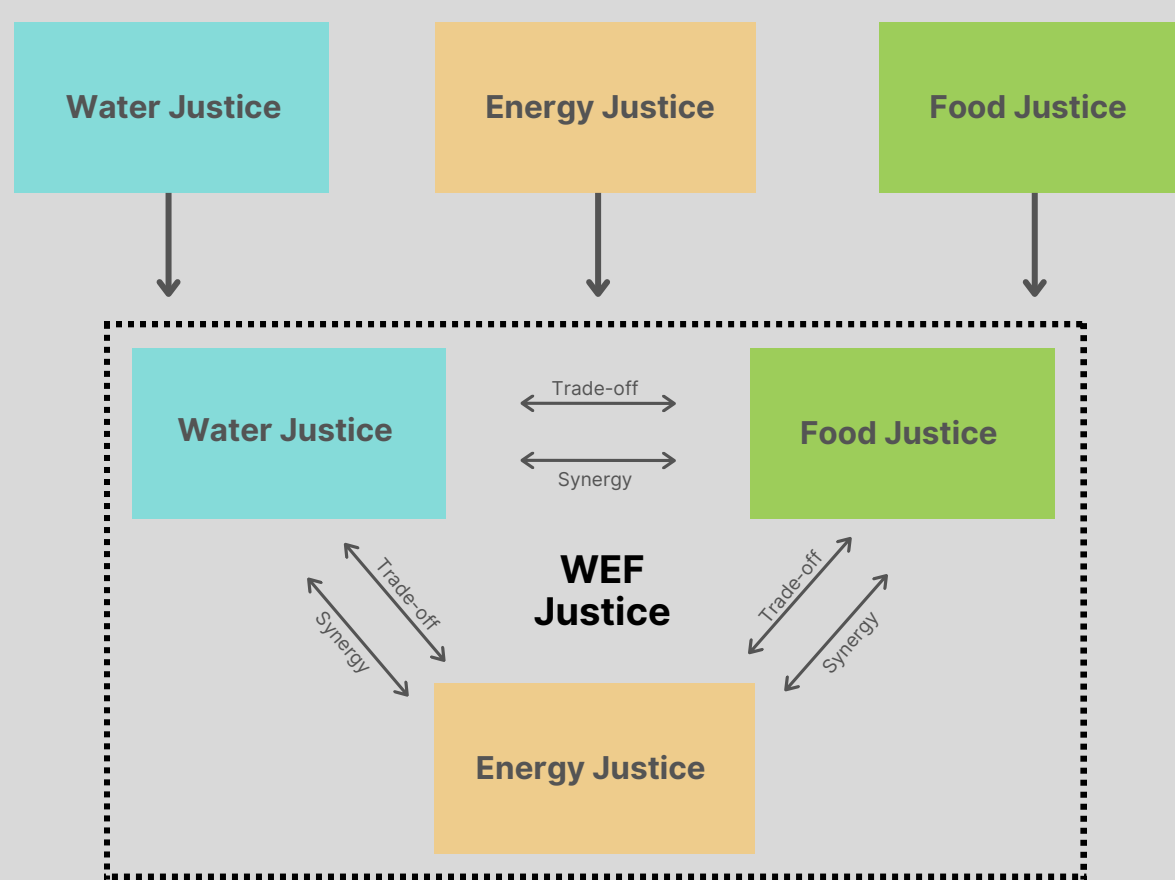 Water Justice
Energy Justice
Food Justice
Water Justice
Trade-off
Synergy
Food Justice
WEF
Justice
Trade-off
Synergy
Trade-off
Synergy
Energy Justice